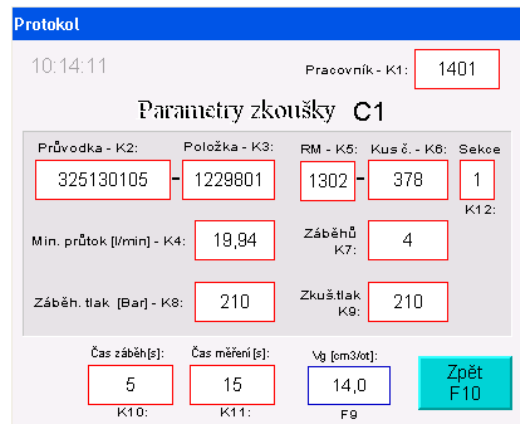 Protokol
10:14:11 Pracovník - K1: 1401
Parametry zkoušky C1
Průvodka - K2: Položka - K3: RM - K5: Kus č. - K6: Sekce
325130105 - 1229801 1302 - 378 1
K12:
Min. průtok [l/min] - K4: 19,94 Záběhů K7: 4
Záběh. tlak [Bar] - K8: 210 Zkuš.tlak K9: 210
Čas záběh[s]: Čas měření [s]: Vg [cm3/ot]:
5 15 14,0 Zpět F10
K10: K11: F9